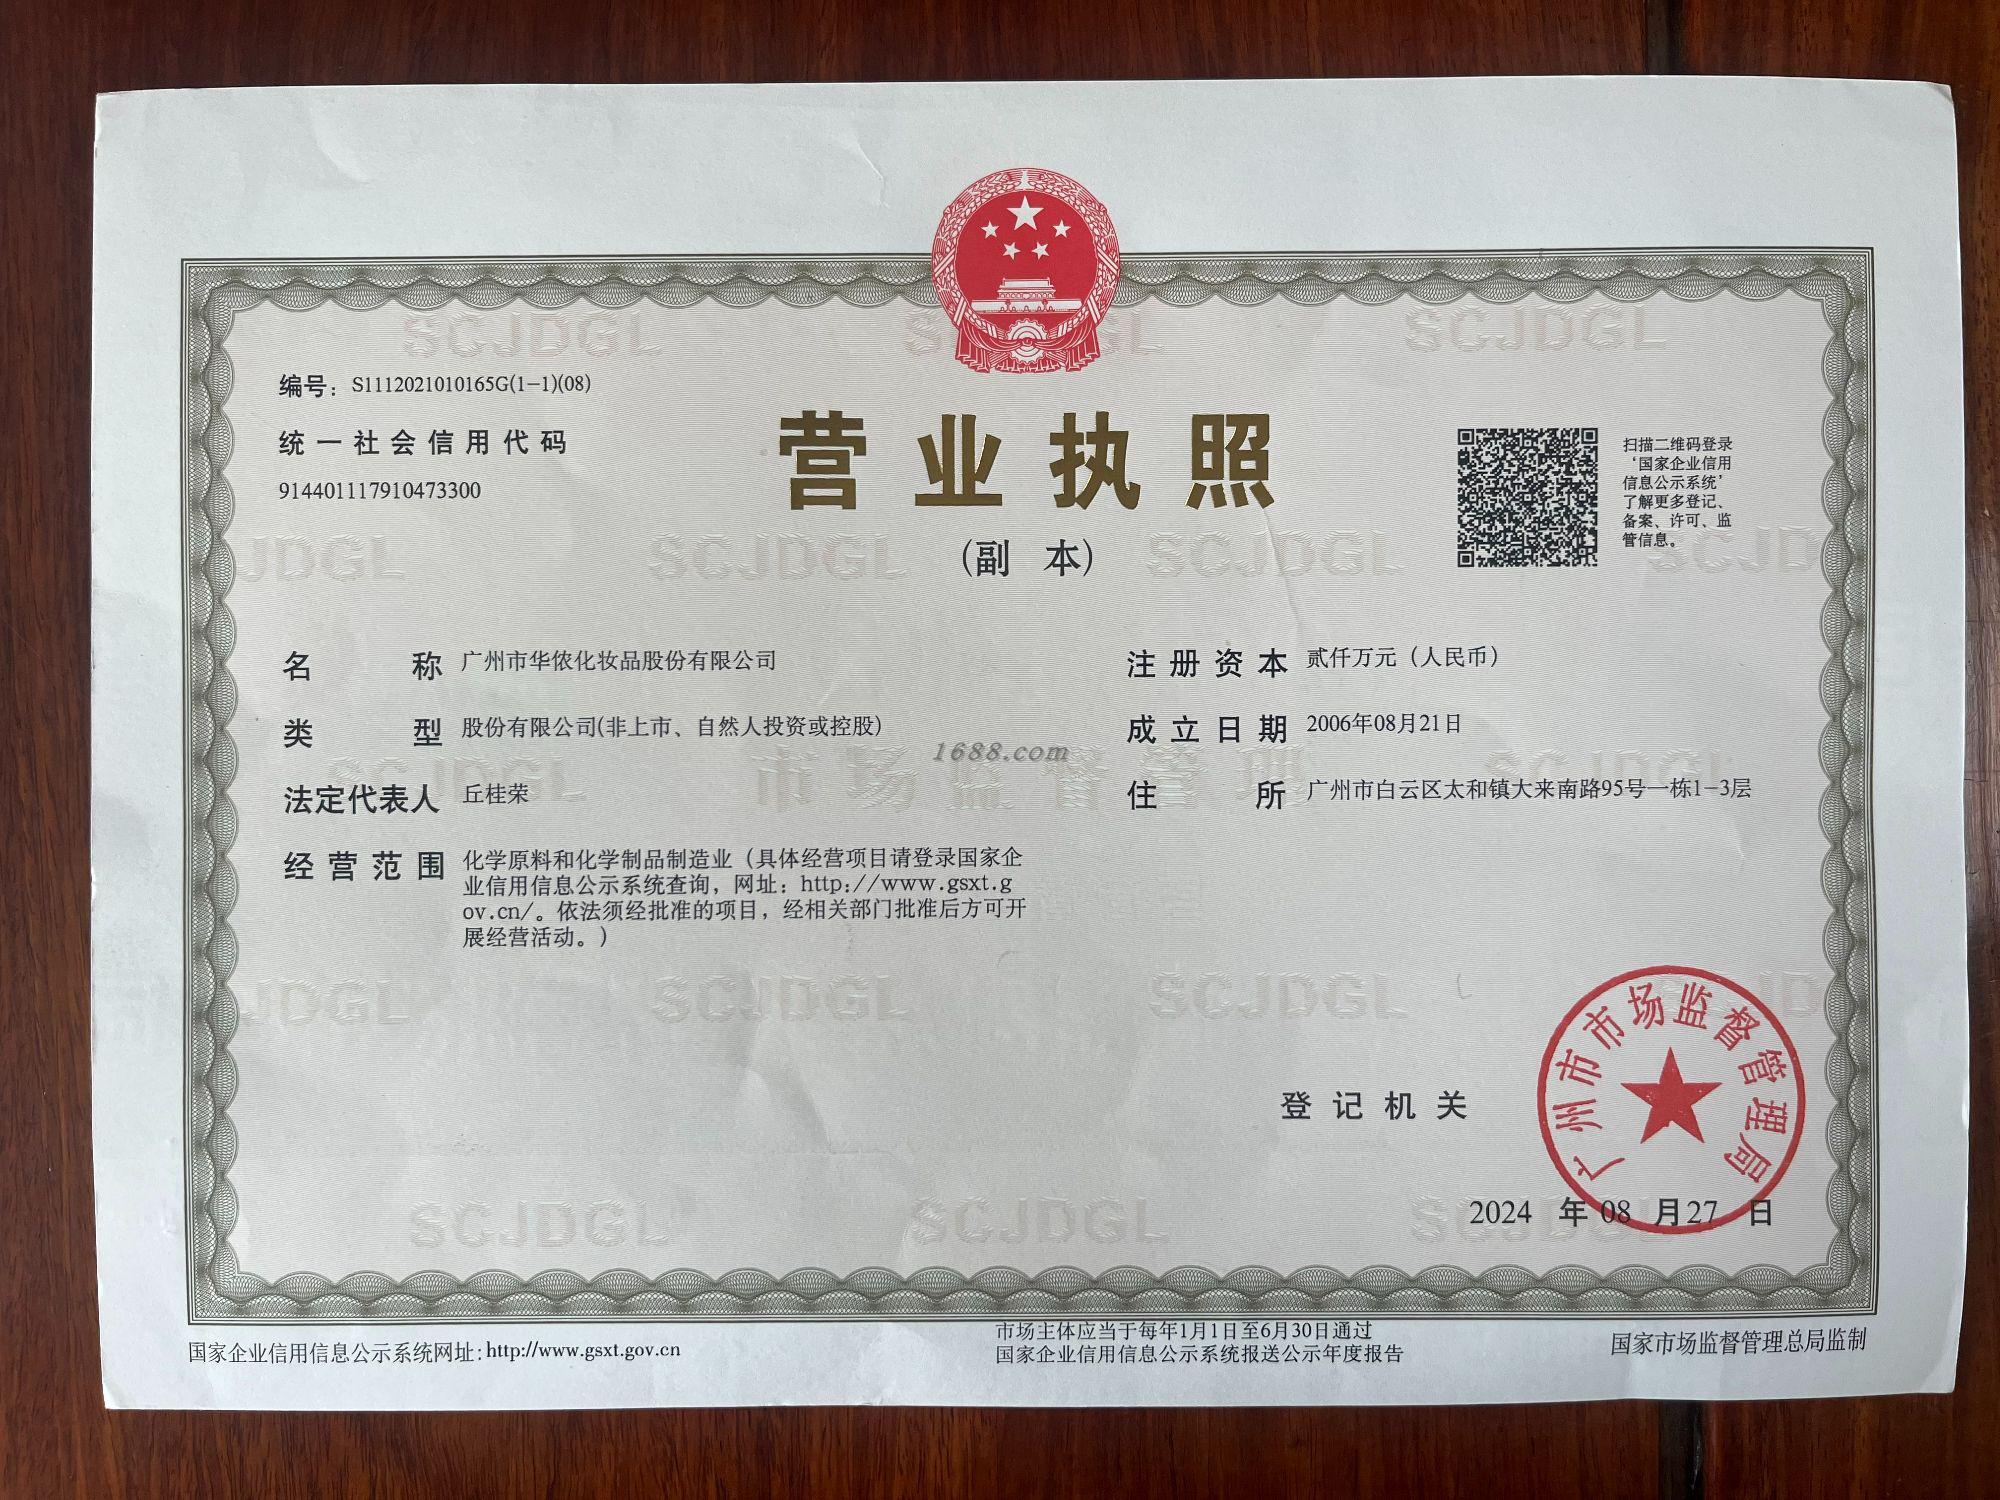 编号：S1112021010165G(1-1)(08)
统一社会信用代码
914401117910473300
营业执照
(副本)
扫描二维码登录
‘国家企业信用
信息公示系统’
了解更多登记、
备案、许可、监
管信息。
名称 广州市华侬化妆品股份有限公司
类型 股份有限公司(非上市、自然人投资或控股)
法定代表人 丘桂荣
经营范围 化学原料和化学制品制造业（具体经营项目请登录国家企
业信用信息公示系统查询，网址：http://www.gsxt.g
ov.cn/。依法须经批准的项目，经相关部门批准后方可开
展经营活动。）
注册资本 贰仟万元（人民币）
成立日期 2006年08月21日
住所 广州市白云区太和镇大来南路95号一栋1-3层
1688.com
SCJDGL
市场监督管理
登记机关
广州市市场监督管理局
2024年08月27日
国家企业信用信息公示系统网址:http://www.gsxt.gov.cn
市场主体应当于每年1月1日至6月30日通过
国家企业信用信息公示系统报送公示年度报告
国家市场监督管理总局监制